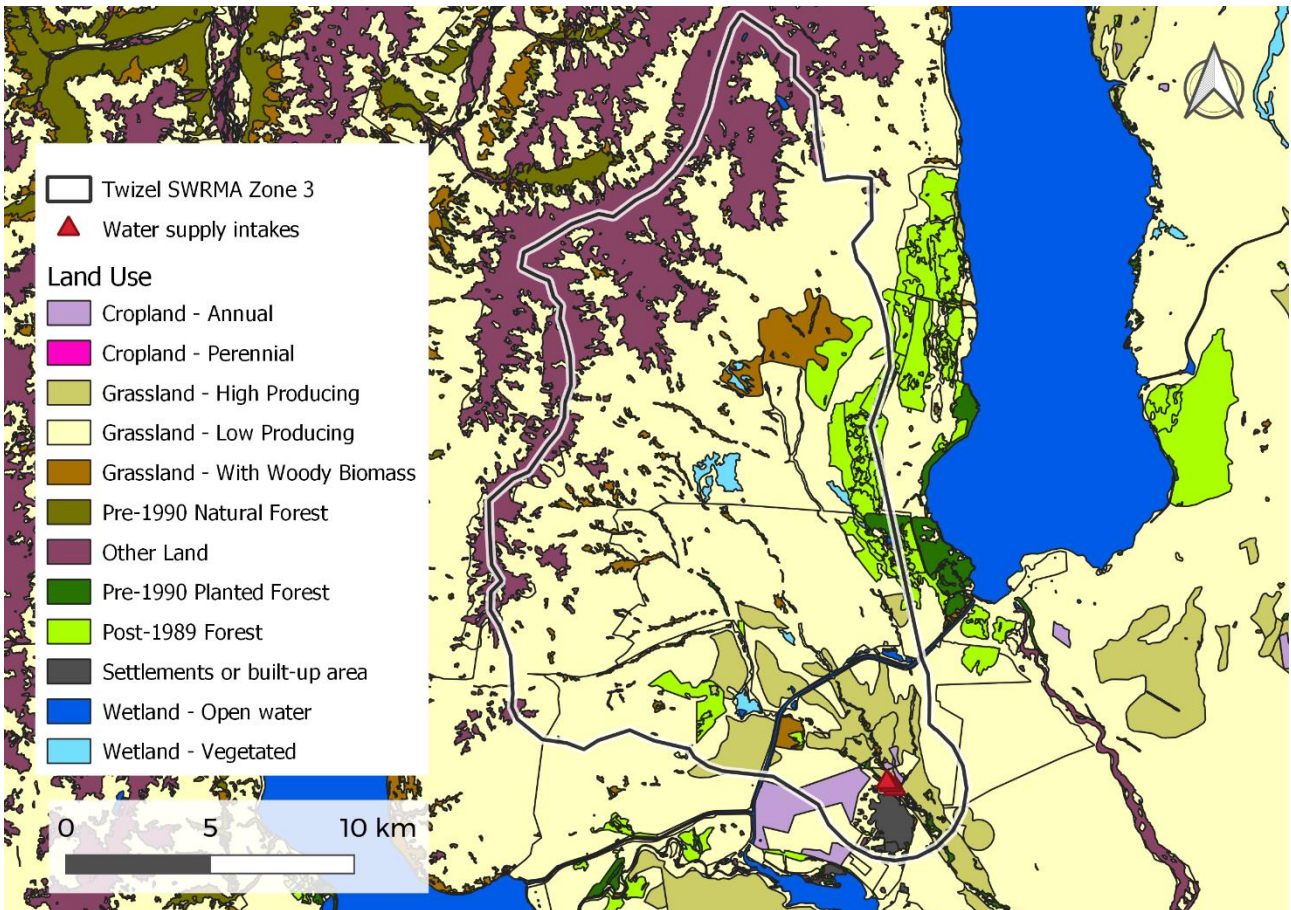 Twizel SWRMA Zone 3
Water supply intakes
Land Use
Cropland - Annual
Cropland - Perennial
Grassland - High Producing
Grassland - Low Producing
Grassland - With Woody Biomass
Pre-1990 Natural Forest
Other Land
Pre-1990 Planted Forest
Post-1989 Forest
Settlements or built-up area
Wetland - Open water
Wetland - Vegetated
0 5 10 km